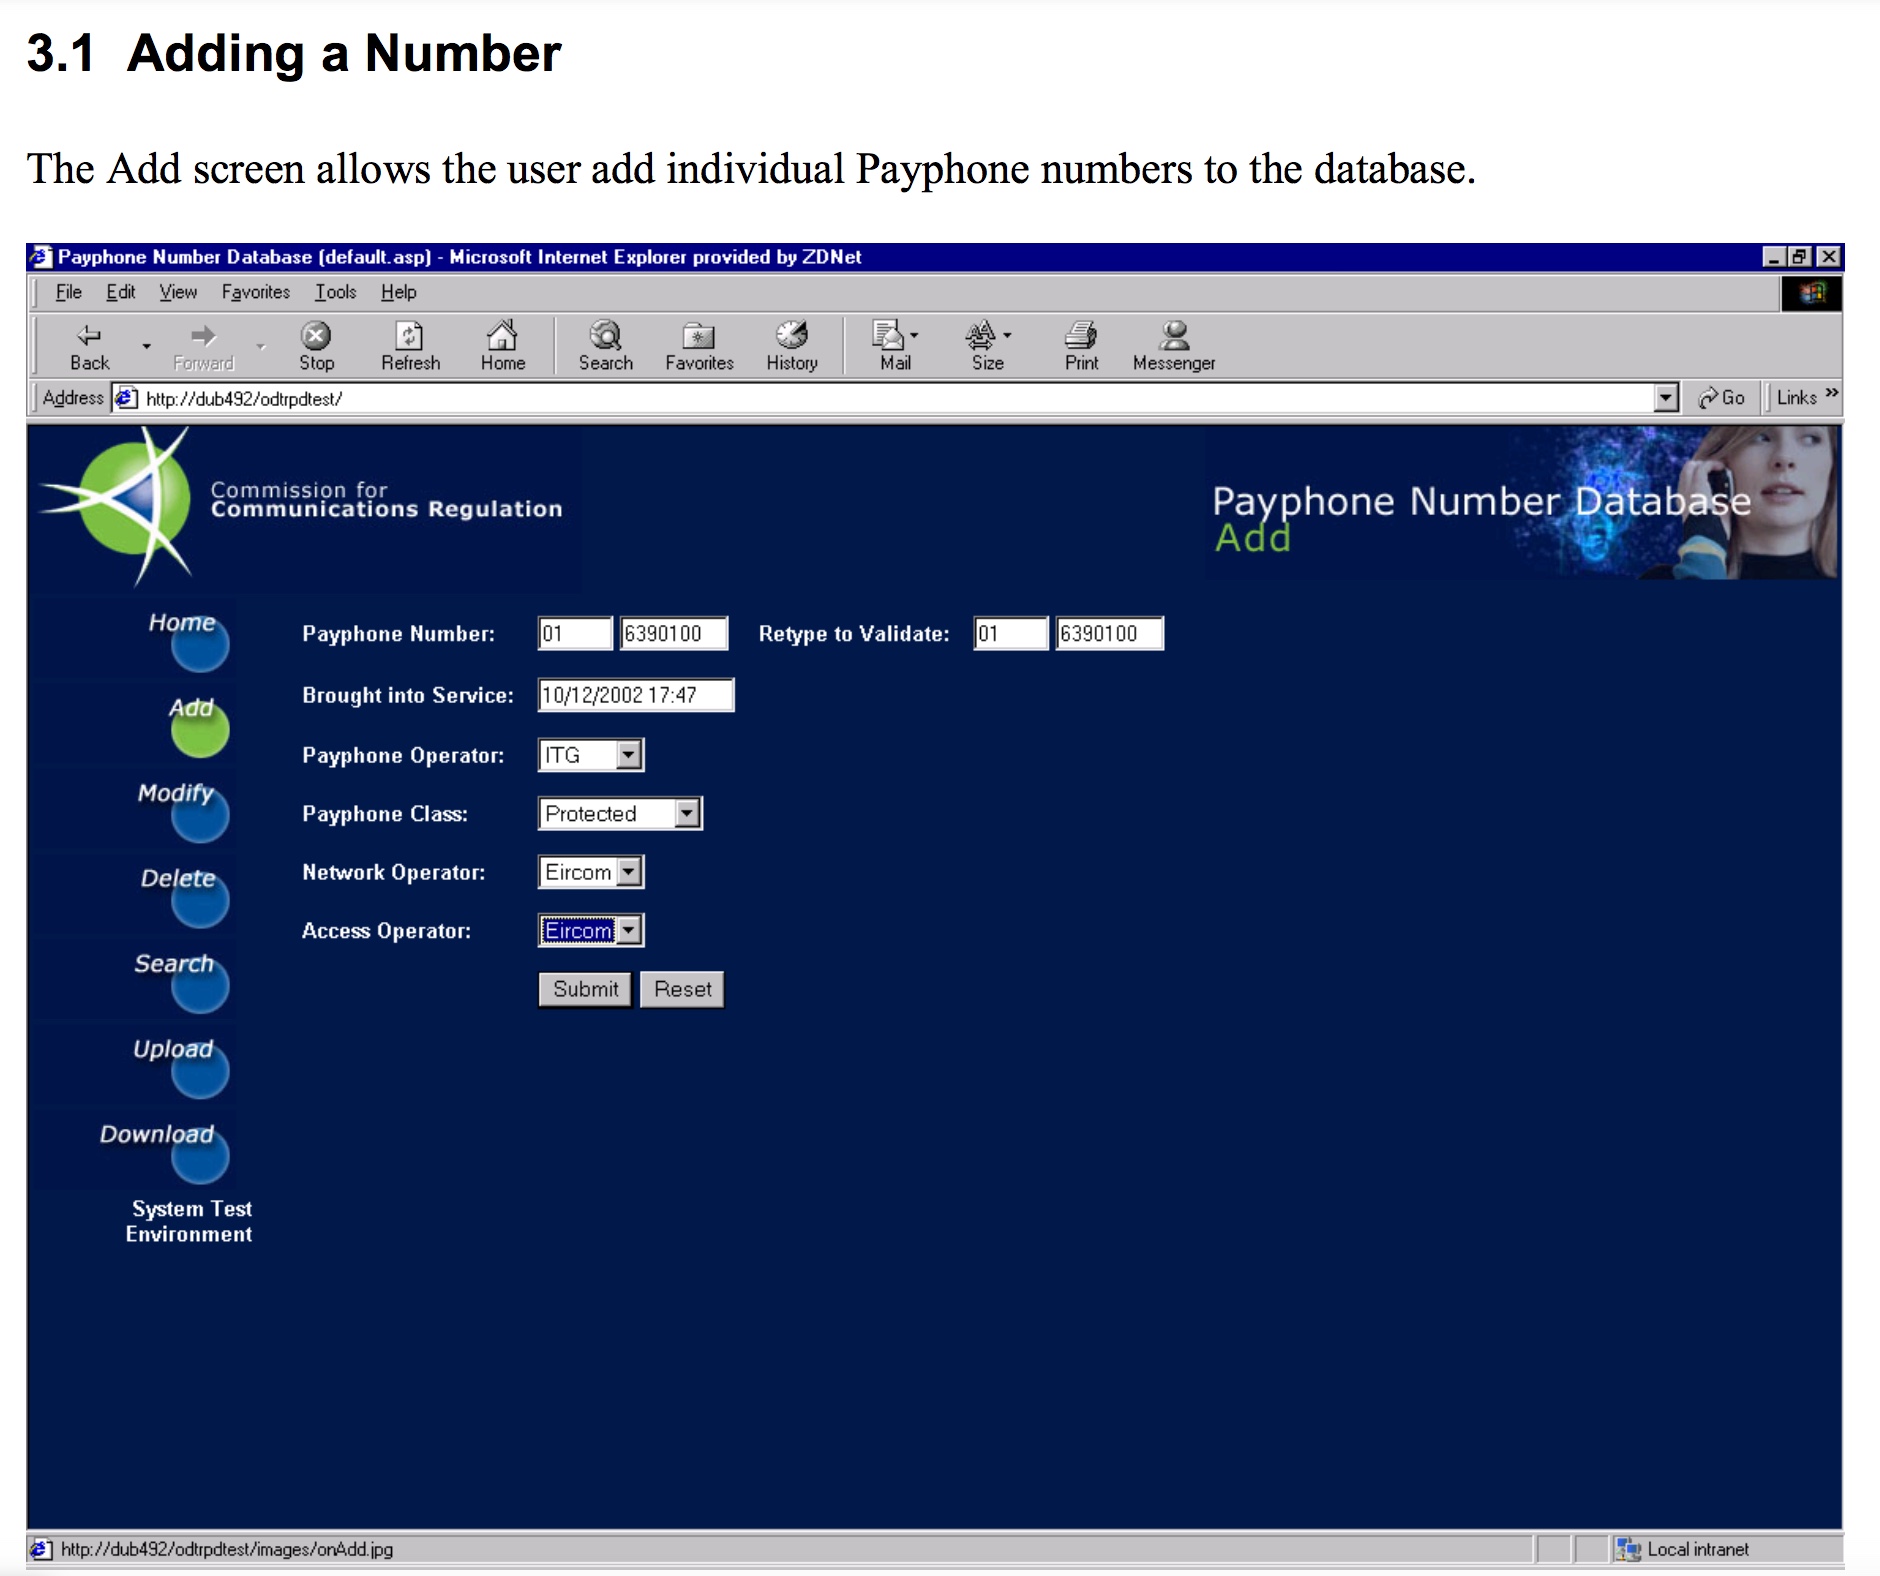 3.1 Adding a Number
The Add screen allows the user add individual Payphone numbers to the database.
Payphone Number Database (default.asp) - Microsoft Internet Explorer provided by ZDNet
File Edit View Favorites Tools Help
Back Forward Stop Refresh Home Search Favorites History Mail Size Print Messenger
Address http://dub492/odtrpdtest/ Go Links »
Commission for
Communications Regulation
Payphone Number Database
Add
Home
Payphone Number: 01 6390100 Retype to Validate: 01 6390100
Brought into Service: 10/12/2002 17:47
Add
Payphone Operator: ITG
Modify
Payphone Class: Protected
Delete
Network Operator: Eircom
Access Operator: Eircom
Search
Submit Reset
Upload
Download
System Test
Environment
http://dub492/odtrpdtest/images/onAdd.jpg Local intranet